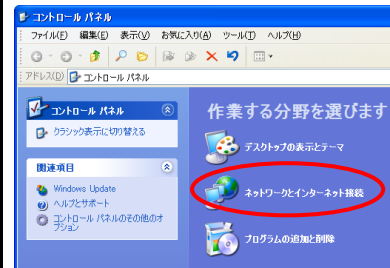 コントロール パネル
ファイル(F) 編集(E) 表示(V) お気に入り(A) ツール(T) ヘルプ(H)
アドレス(D) コントロール パネル
コントロール パネル
クラシック表示に切り替える
関連項目
Windows Update
ヘルプとサポート
コントロール パネルのその他のオ
プション
作業する分野を選びます
デスクトップの表示とテーマ
ネットワークとインターネット接続
プログラムの追加と削除